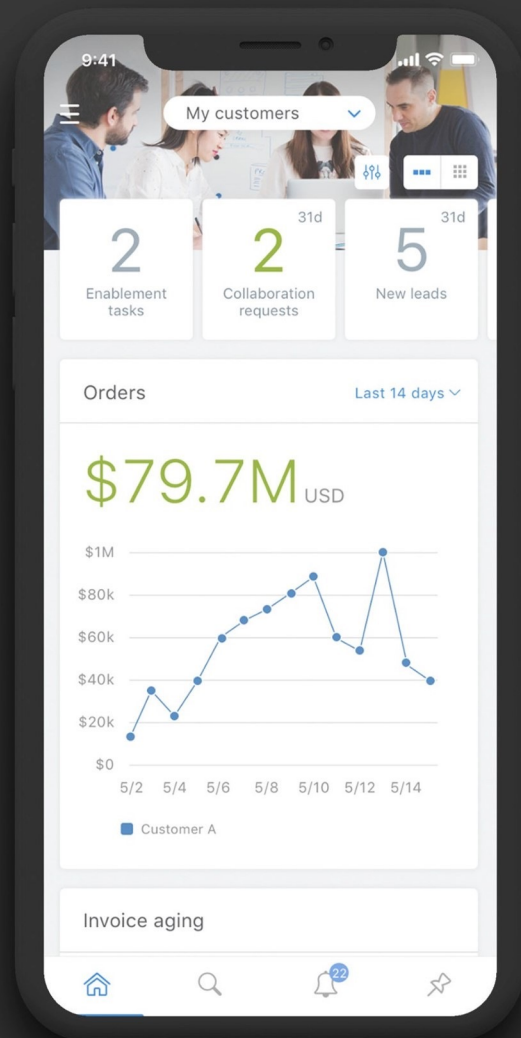 9:41
My customers
31d
31d
2
2
5
Enablement
tasks
Collaboration
requests
New leads
Orders
Last 14 days
$79.7M USD
$1M
$80k
$60k
$40k
$20k
$0
5/2 5/4 5/6 5/8 5/10 5/12 5/14
Customer A
Invoice aging
22